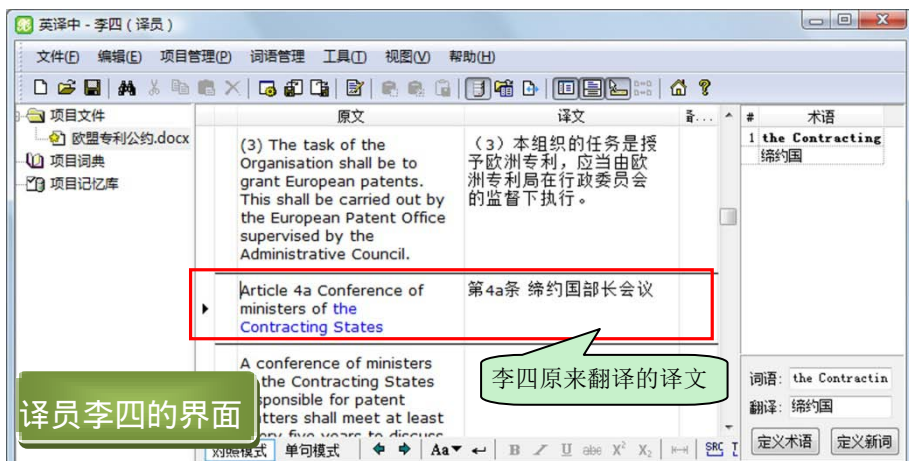 英译中 - 李四（译员）
文件(F) 编辑(E) 项目管理(P) 词语管理 工具(T) 视图(V) 帮助(H)
项目文件
欧盟专利公约.docx
项目词典
项目记忆库
原文 译文
(3) The task of the
Organisation shall be to
grant European patents.
This shall be carried out by
the European Patent Office
supervised by the
Administrative Council.
（3）本组织的任务是授
予欧洲专利，应当由欧
洲专利局在行政委员会
的监督下执行。
Article 4a Conference of
ministers of the
Contracting States
第4a条 缔约国部长会议
A conference of ministers
the Contracting States
sponsible for patent
tters shall meet at least
five years to discuss
李四原来翻译的译文
译员李四的界面
# 术语
1 the Contracting
缔约国
词语: the Contractin
翻译: 缔约国
定义术语 定义新词
对照模式 单句模式 Aa B I U abc X² X₂ SRC